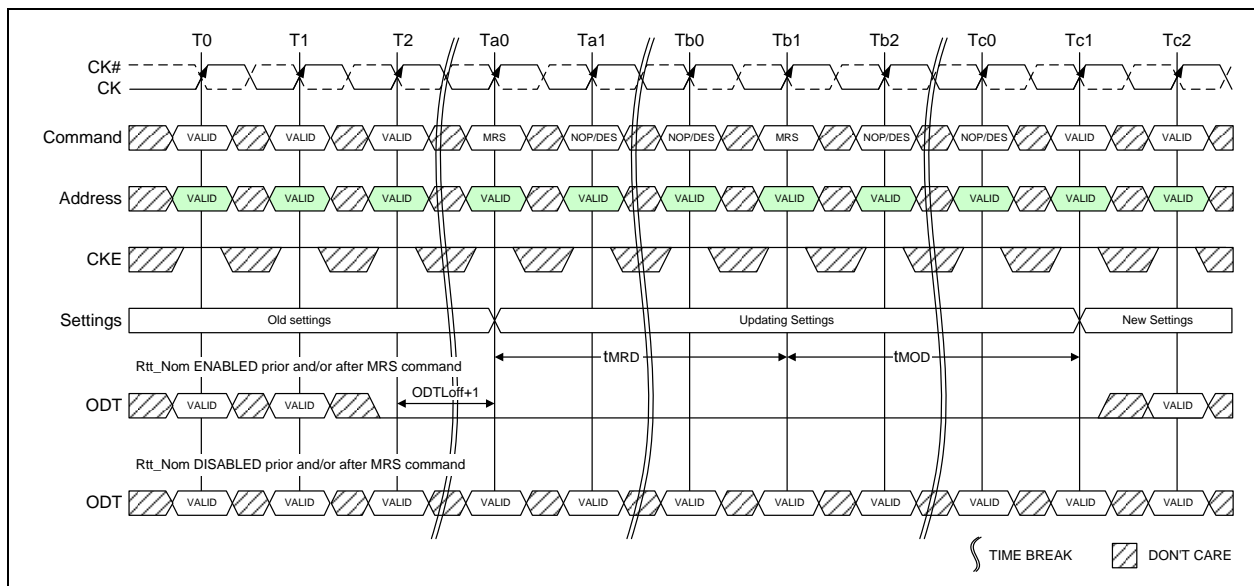 T0 T1 T2 Ta0 Ta1 Tb0 Tb1 Tb2 Tc0 Tc1 Tc2
CK#
CK
Command VALID VALID VALID MRS NOP/DES NOP/DES MRS NOP/DES NOP/DES VALID VALID
Address VALID VALID VALID VALID VALID VALID VALID VALID VALID VALID VALID
CKE
Settings Old settings Updating Settings New Settings
tMRD tMOD
Rtt_Nom ENABLED prior and/or after MRS command
ODTLoff+1
ODT VALID VALID VALID
Rtt_Nom DISABLED prior and/or after MRS command
ODT VALID VALID VALID VALID VALID VALID VALID VALID VALID VALID VALID
TIME BREAK DON'T CARE